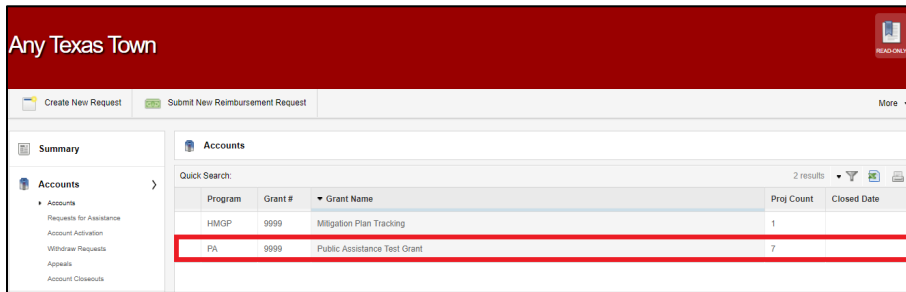 Any Texas Town
READ-ONLY
Create New Request Submit New Reimbursement Request More
Summary
Accounts
Accounts
Requests for Assistance
Account Activation
Withdraw Requests
Appeals
Account Closeouts
Accounts
Quick Search: 2 results
Program Grant # Grant Name Proj Count Closed Date
HMGP 9999 Mitigation Plan Tracking 1
PA 9999 Public Assistance Test Grant 7